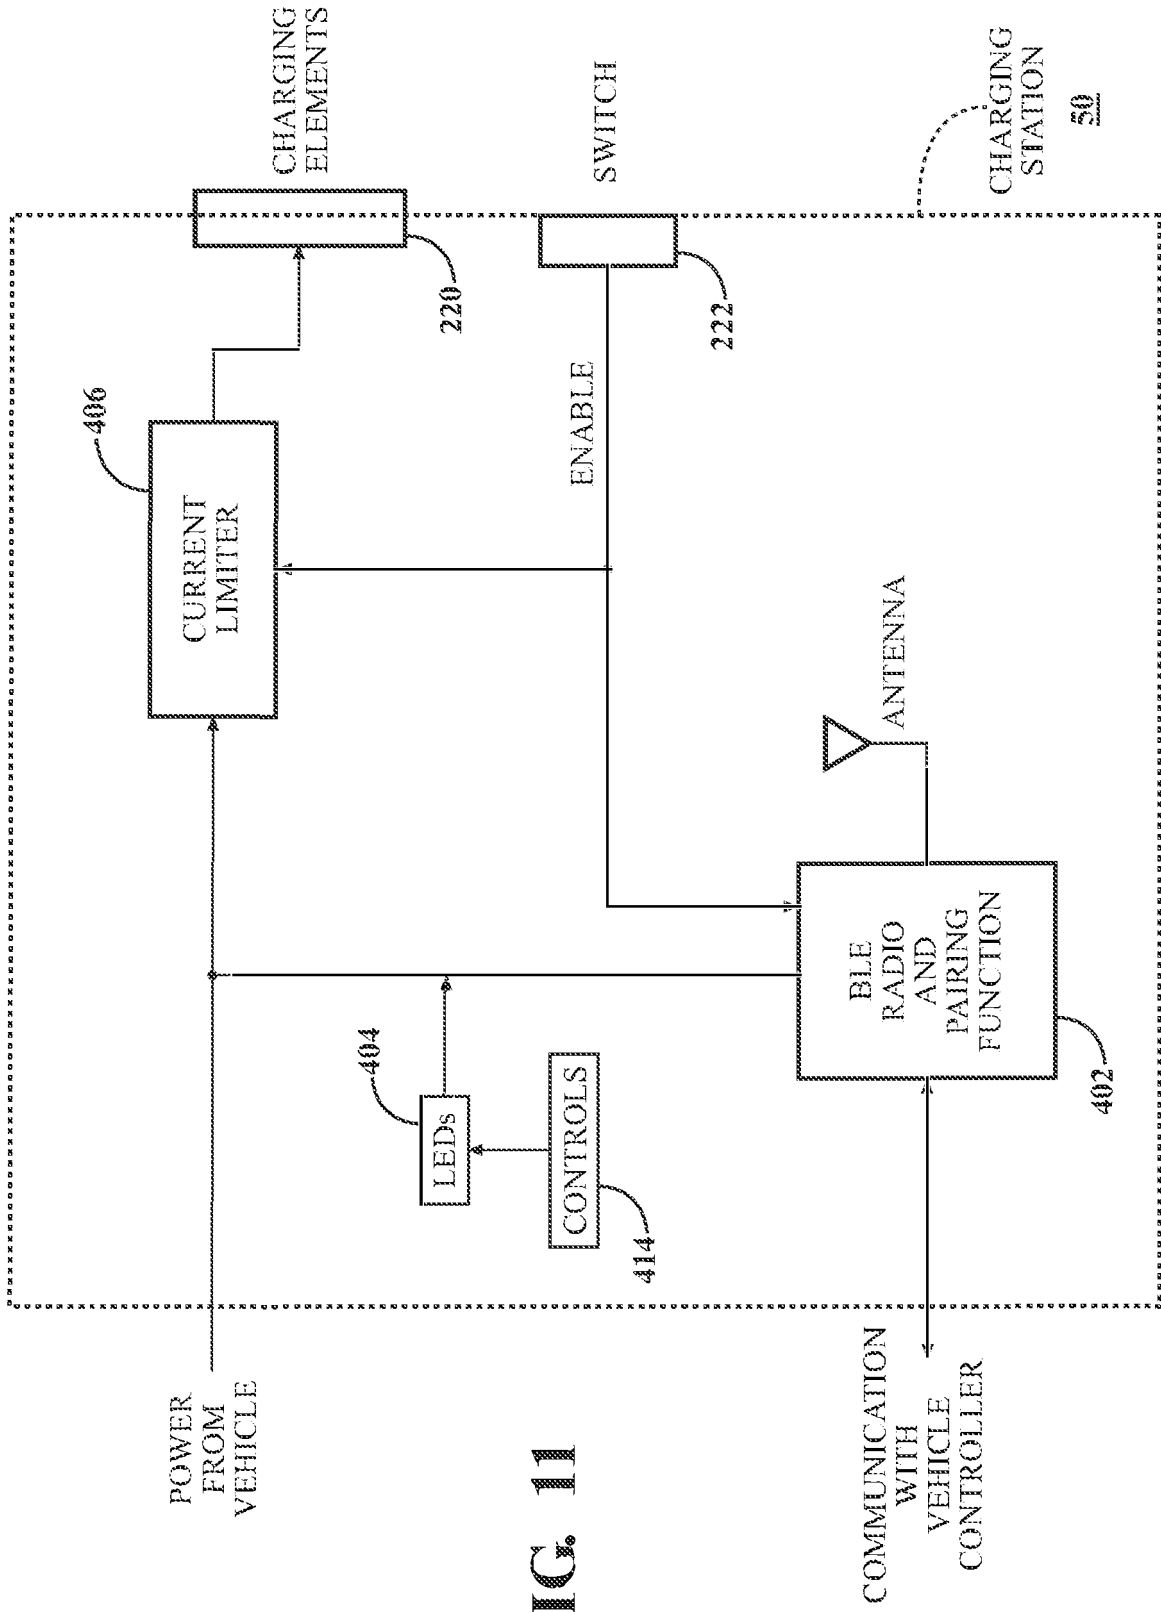 CHARGING
ELEMENTS
SWITCH
CHARGING
STATION
50
220
222
406
CURRENT
LIMITER
ENABLE
ANTENNA
BLE
RADIO
AND
PAIRING
FUNCTION
402
404
LEDs
CONTROLS
414
POWER
FROM
VEHICLE
COMMUNICATION
WITH
VEHICLE
CONTROLLER
IG. 11